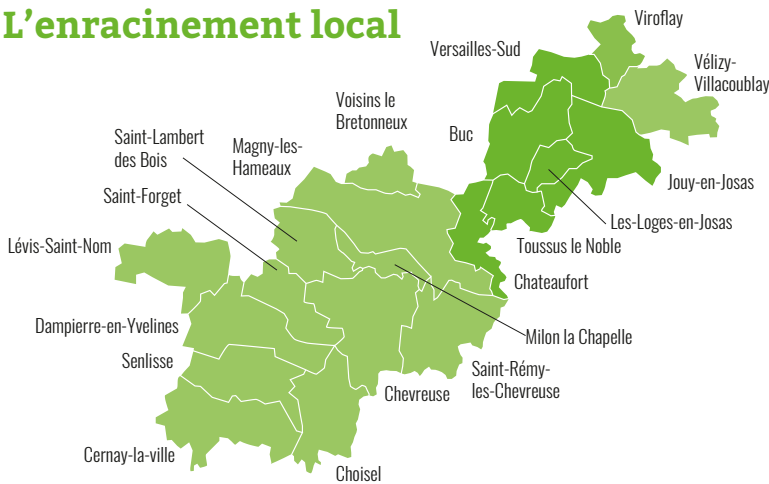 L'enracinement local
Viroflay
Versailles-Sud
Vélizy-
Villacoublay
Voisins le
Bretonneux
Saint-Lambert
des Bois
Magny-les-
Hameaux
Buc
Saint-Forget
Jouy-en-Josas
Les-Loges-en-Josas
Lévis-Saint-Nom
Toussus le Noble
Chateaufort
Dampierre-en-Yvelines
Milon la Chapelle
Senlisse
Saint-Rémy-
les-Chevreuse
Chevreuse
Cernay-la-ville
Choisel